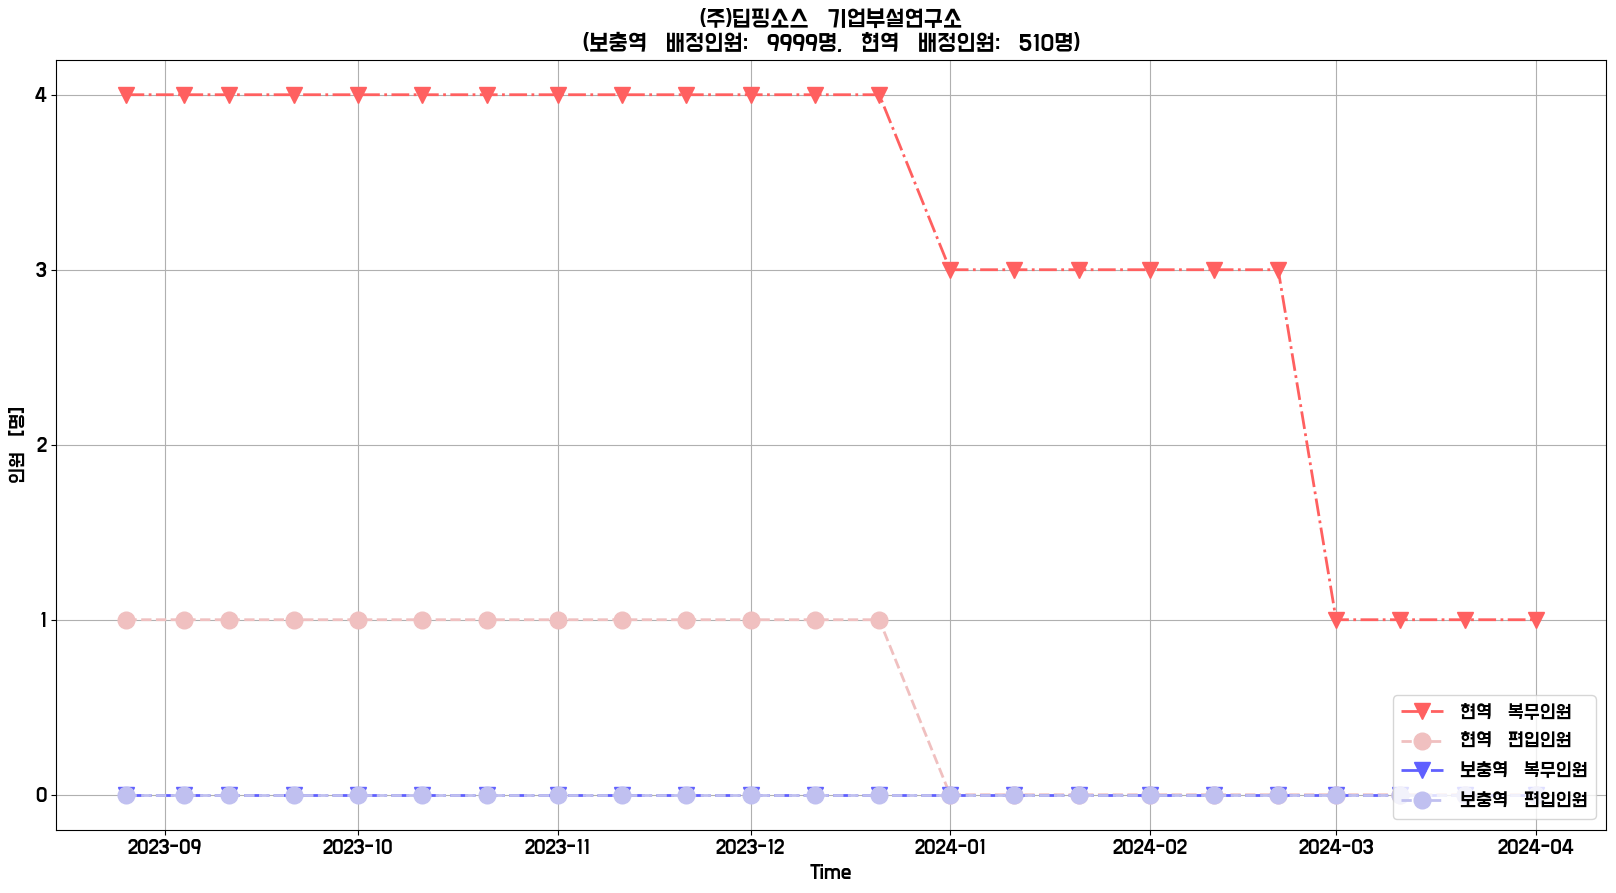 (주)딥핑소스 기업부설연구소
(보충역 배정인원: 9999명, 현역 배정인원: 510명)
인원 [명]
4
3
2
1
0
2023-09 2023-10 2023-11 2023-12 2024-01 2024-02 2024-03 2024-04
Time
현역 복무인원
현역 편입인원
보충역 복무인원
보충역 편입인원